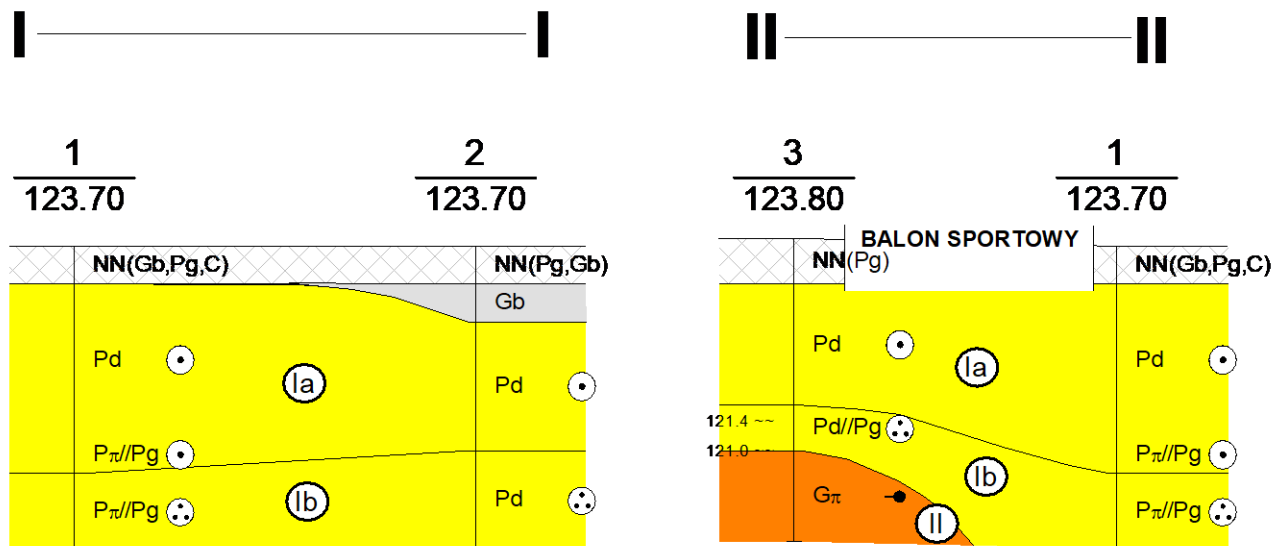 I I
II II
1 2
123.70 123.70
3 1
123.80 123.70
NN(Gb,Pg,C) NN(Pg,Gb)
Gb
Pd
Ia
Pd
Pπ//Pg
Pπ//Pg
Ib
Pd
BALON SPORTOWY
NN(Pg)
NN(Gb,Pg,C)
Pd
Ia
Pd
121.4 ~~
Pd//Pg
121.0 ~~
Pπ//Pg
Ib
Gπ
II
Pπ//Pg